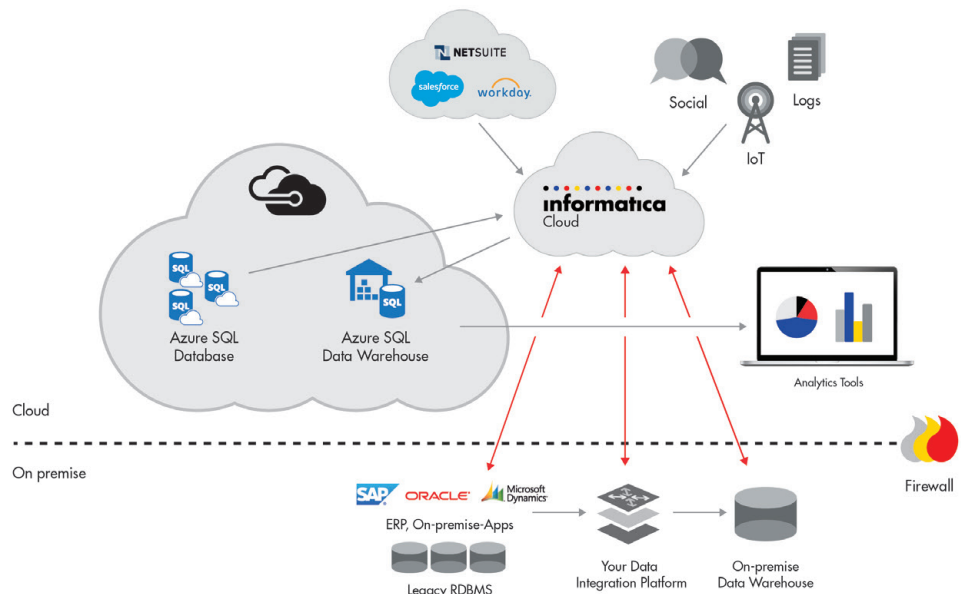 NETSUITE
salesforce
workday.
Social
Logs
IoT
informatica
Cloud
SQL
SQL
SQL
SQL
Azure SQL
Database
Azure SQL
Data Warehouse
Analytics Tools
Cloud
On premise
Firewall
SAP
ORACLE
Microsoft
Dynamics
ERP, On-premise-Apps
Legacy RDBMS
Your Data
Integration Platform
On-premise
Data Warehouse